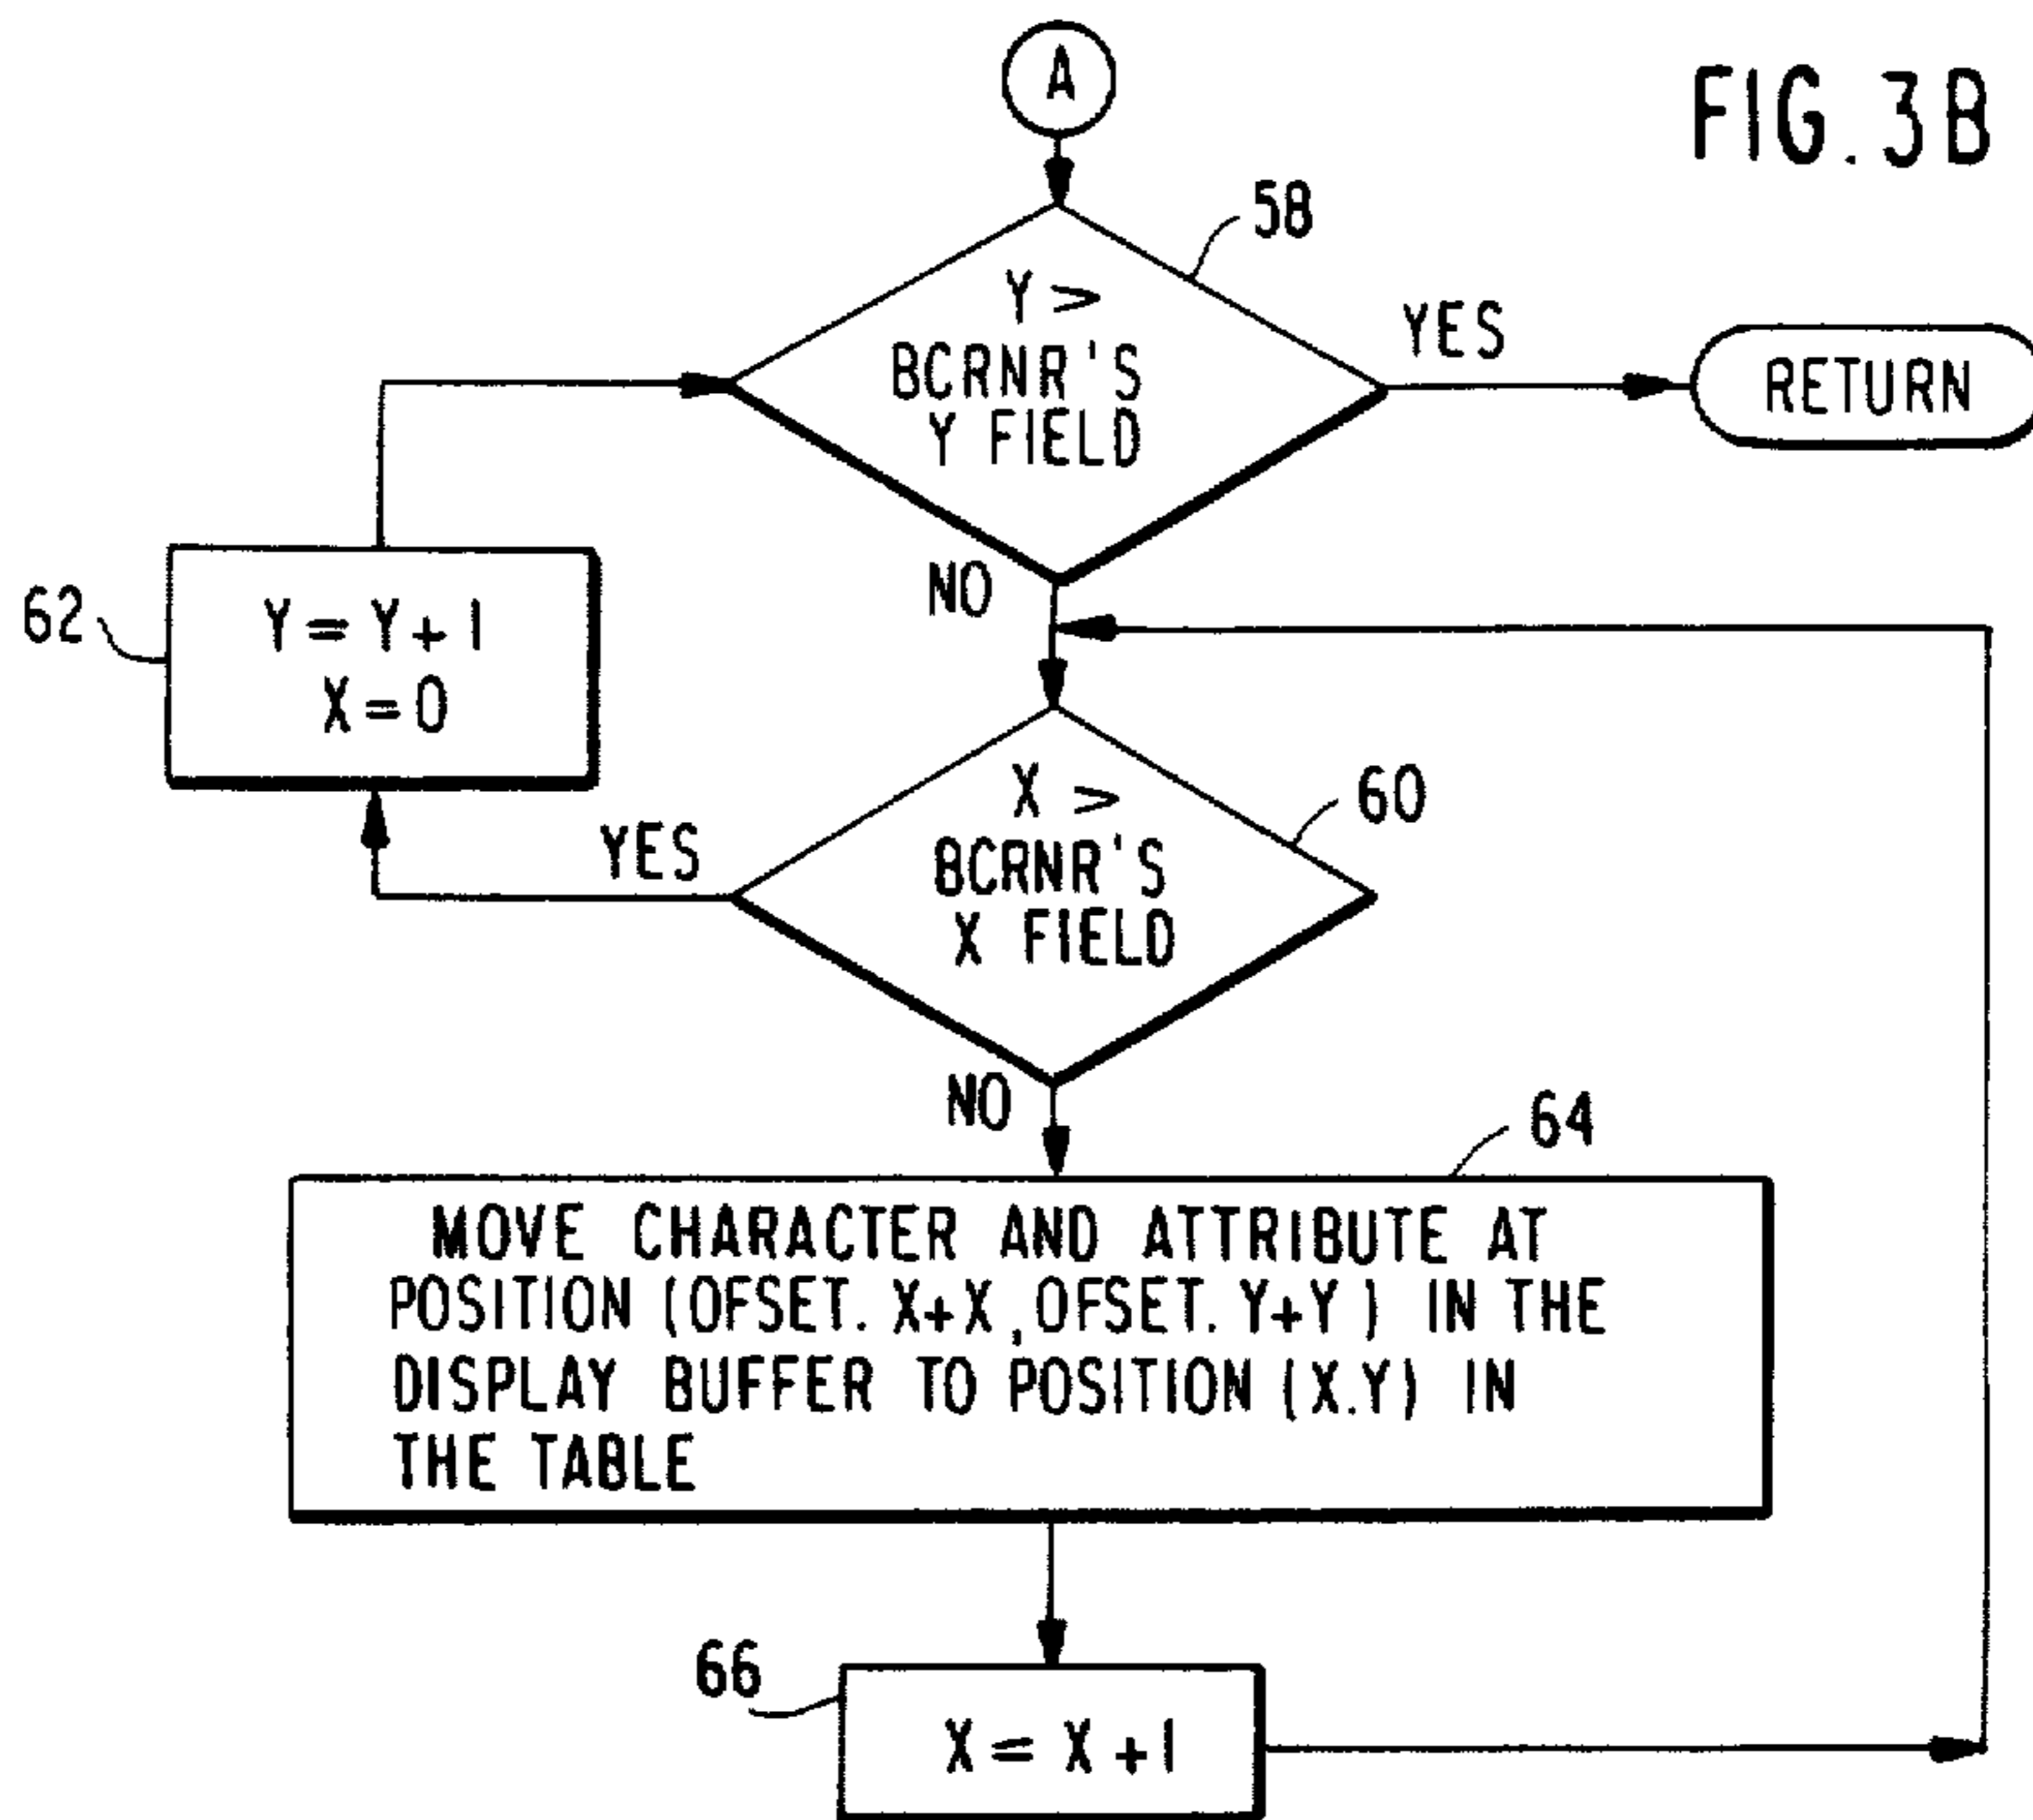 A
FIG. 3B
58
Y >
BCRNR'S
Y FIELD
YES
RETURN
NO
62
Y = Y + 1
X = 0
X >
BCRNR'S
X FIELD
60
YES
NO
64
MOVE CHARACTER AND ATTRIBUTE AT
POSITION (OFSET. X+X ,OFSET. Y+Y ) IN THE
DISPLAY BUFFER TO POSITION (X.Y) IN
THE TABLE
66
X = X + 1